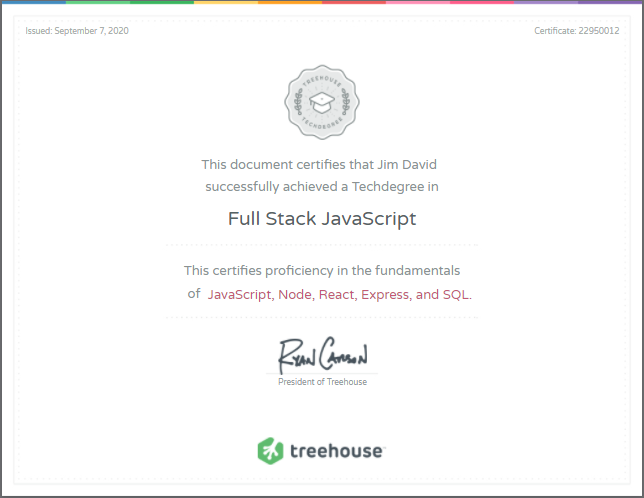 Issued: September 7, 2020
Certificate: 22950012
TREEHOUSE
TECHDEGREE
This document certifies that Jim David
successfully achieved a Techdegree in
Full Stack JavaScript
This certifies proficiency in the fundamentals
of JavaScript, Node, React, Express, and SQL.
Ryan Carson
President of Treehouse
treehouse